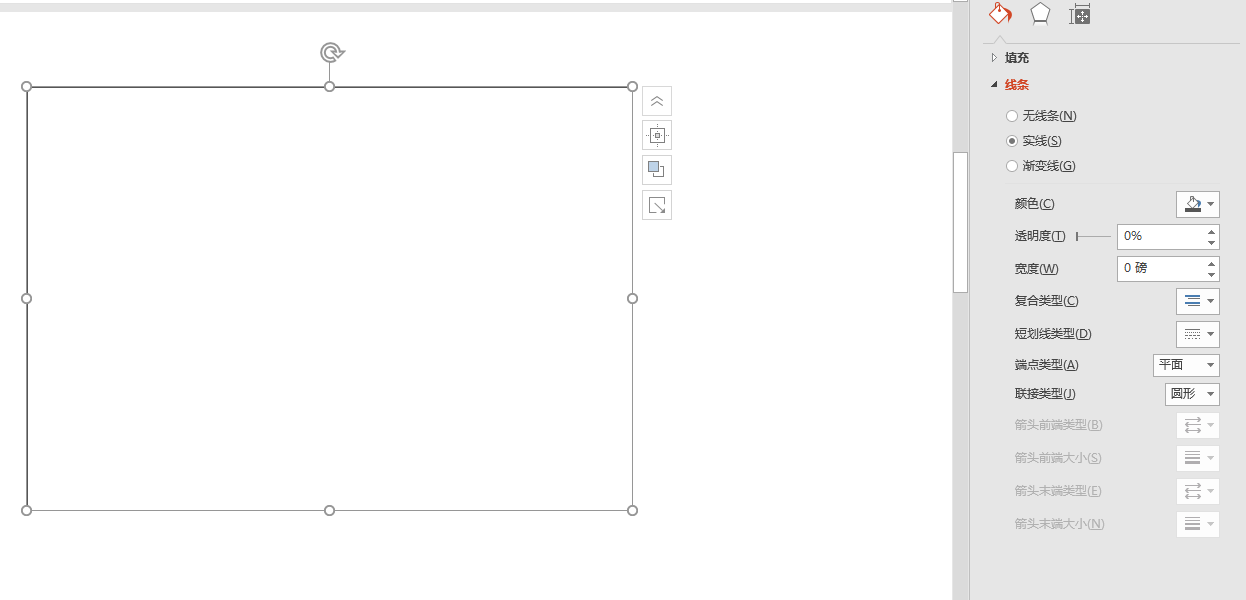 填充
线条
无线条(N)
实线(S)
渐变线(G)
颜色(C)
透明度(T) 0%
宽度(W) 0 磅
复合类型(C)
短划线类型(D)
端点类型(A) 平面
联接类型(J) 圆形
箭头前端类型(B)
箭头前端大小(S)
箭头末端类型(E)
箭头末端大小(N)